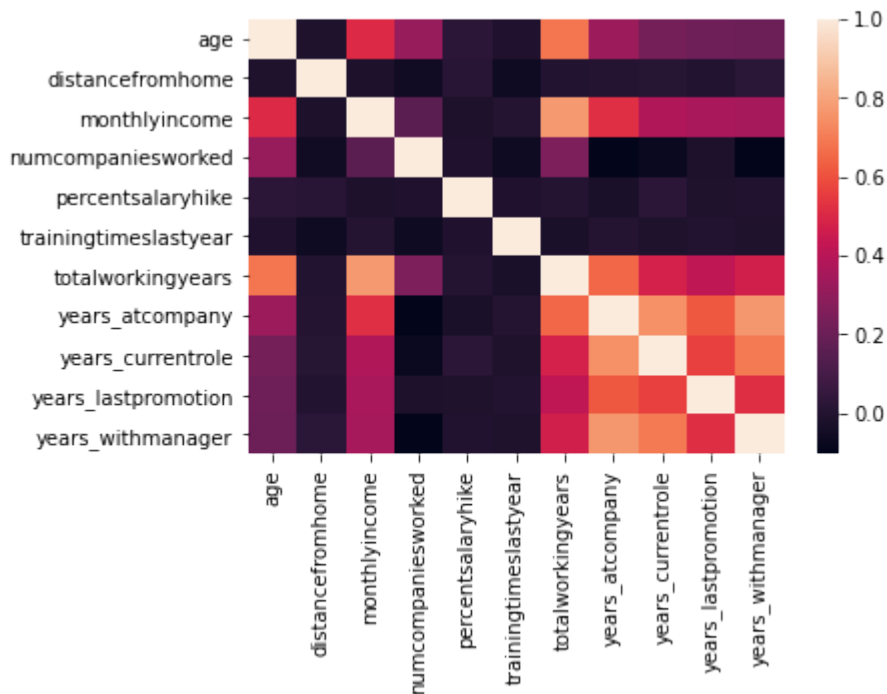 age
distancefromhome
monthlyincome
numcompaniesworked
percentsalaryhike
trainingtimeslastyear
totalworkingyears
years_atcompany
years_currentrole
years_lastpromotion
years_withmanager
age
distancefromhome
monthlyincome
numcompaniesworked
percentsalaryhike
trainingtimeslastyear
totalworkingyears
years_atcompany
years_currentrole
years_lastpromotion
years_withmanager
1.0
0.8
0.6
0.4
0.2
0.0